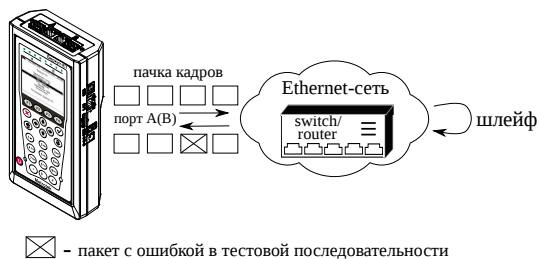 пачка кадров
Ethernet-сеть
порт А(В)
switch/
router
шлейф
– пакет с ошибкой в тестовой последовательности